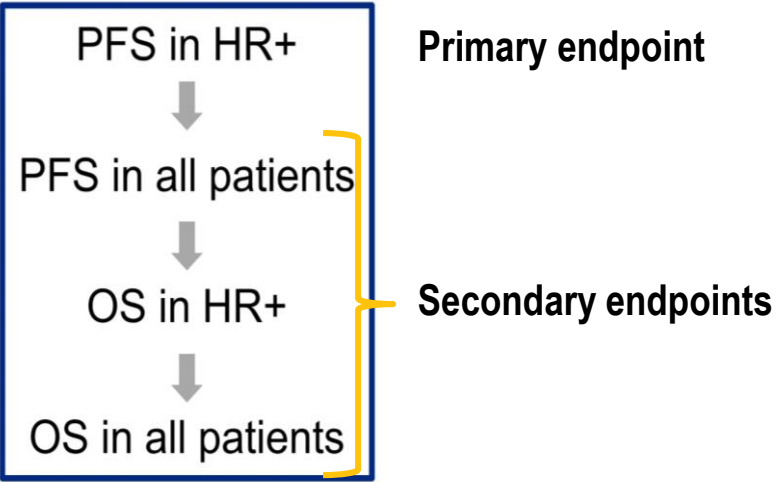 PFS in HR+
Primary endpoint
PFS in all patients
OS in HR+
Secondary endpoints
OS in all patients